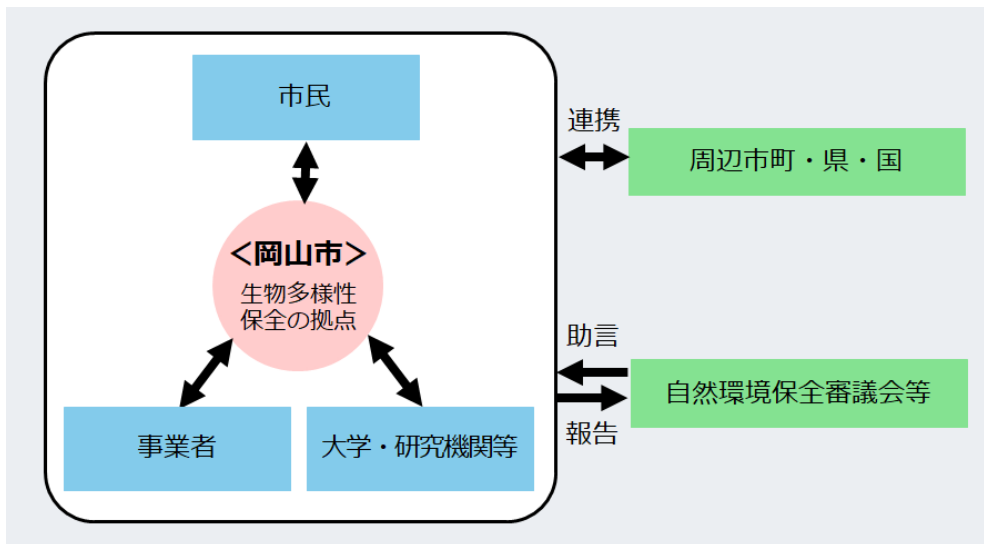 市民
連携
周辺市町・県・国
＜岡山市＞
生物多様性
保全の拠点
助言
自然環境保全審議会等
報告
事業者
大学・研究機関等